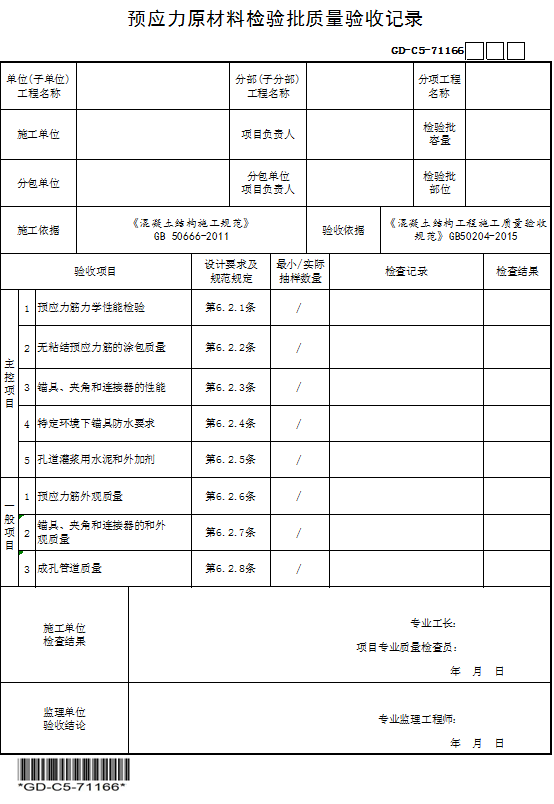 预应力原材料检验批质量验收记录
GD-C5-71166
单位(子单位)
工程名称
分部(子分部)
工程名称
分项工程
名称
施工单位
项目负责人
检验批
容量
分包单位
分包单位
项目负责人
检验批
部位
施工依据
《混凝土结构施工规范》
GB 50666-2011
验收依据
《混凝土结构工程施工质量验收
规范》GB50204-2015
验收项目
设计要求及
规范规定
最小/实际
抽样数量
检查记录
检查结果
主控项目
1 预应力筋力学性能检验 第6.2.1条 /
2 无粘结预应力筋的涂包质量 第6.2.2条 /
3 锚具、夹角和连接器的性能 第6.2.3条 /
4 特定环境下锚具防水要求 第6.2.4条 /
5 孔道灌浆用水泥和外加剂 第6.2.5条 /
一般项目
1 预应力筋外观质量 第6.2.6条 /
2 锚具、夹角和连接器的和外
观质量 第6.2.7条 /
3 成孔管道质量 第6.2.8条 /
施工单位
检查结果
专业工长:
项目专业质量检查员:
年 月 日
监理单位
验收结论
专业监理工程师:
年 月 日
*GD-C5-71166*